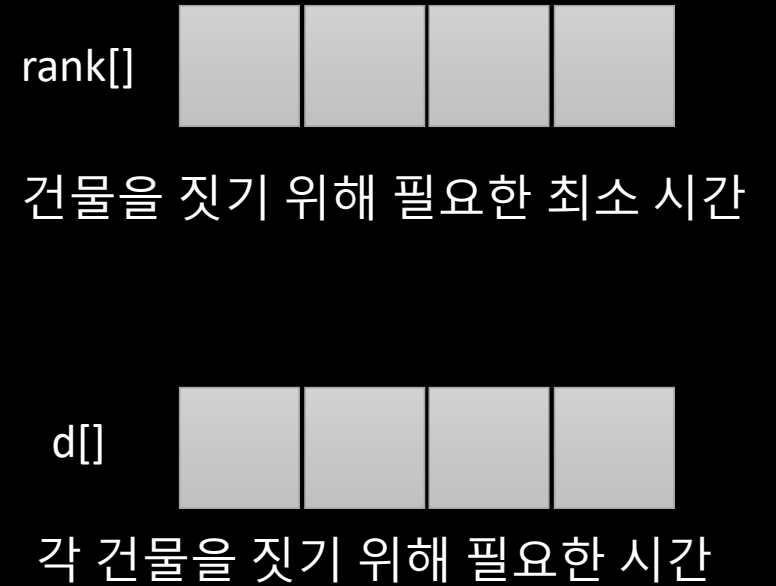 rank[]
건물을 짓기 위해 필요한 최소 시간
d[]
각 건물을 짓기 위해 필요한 시간